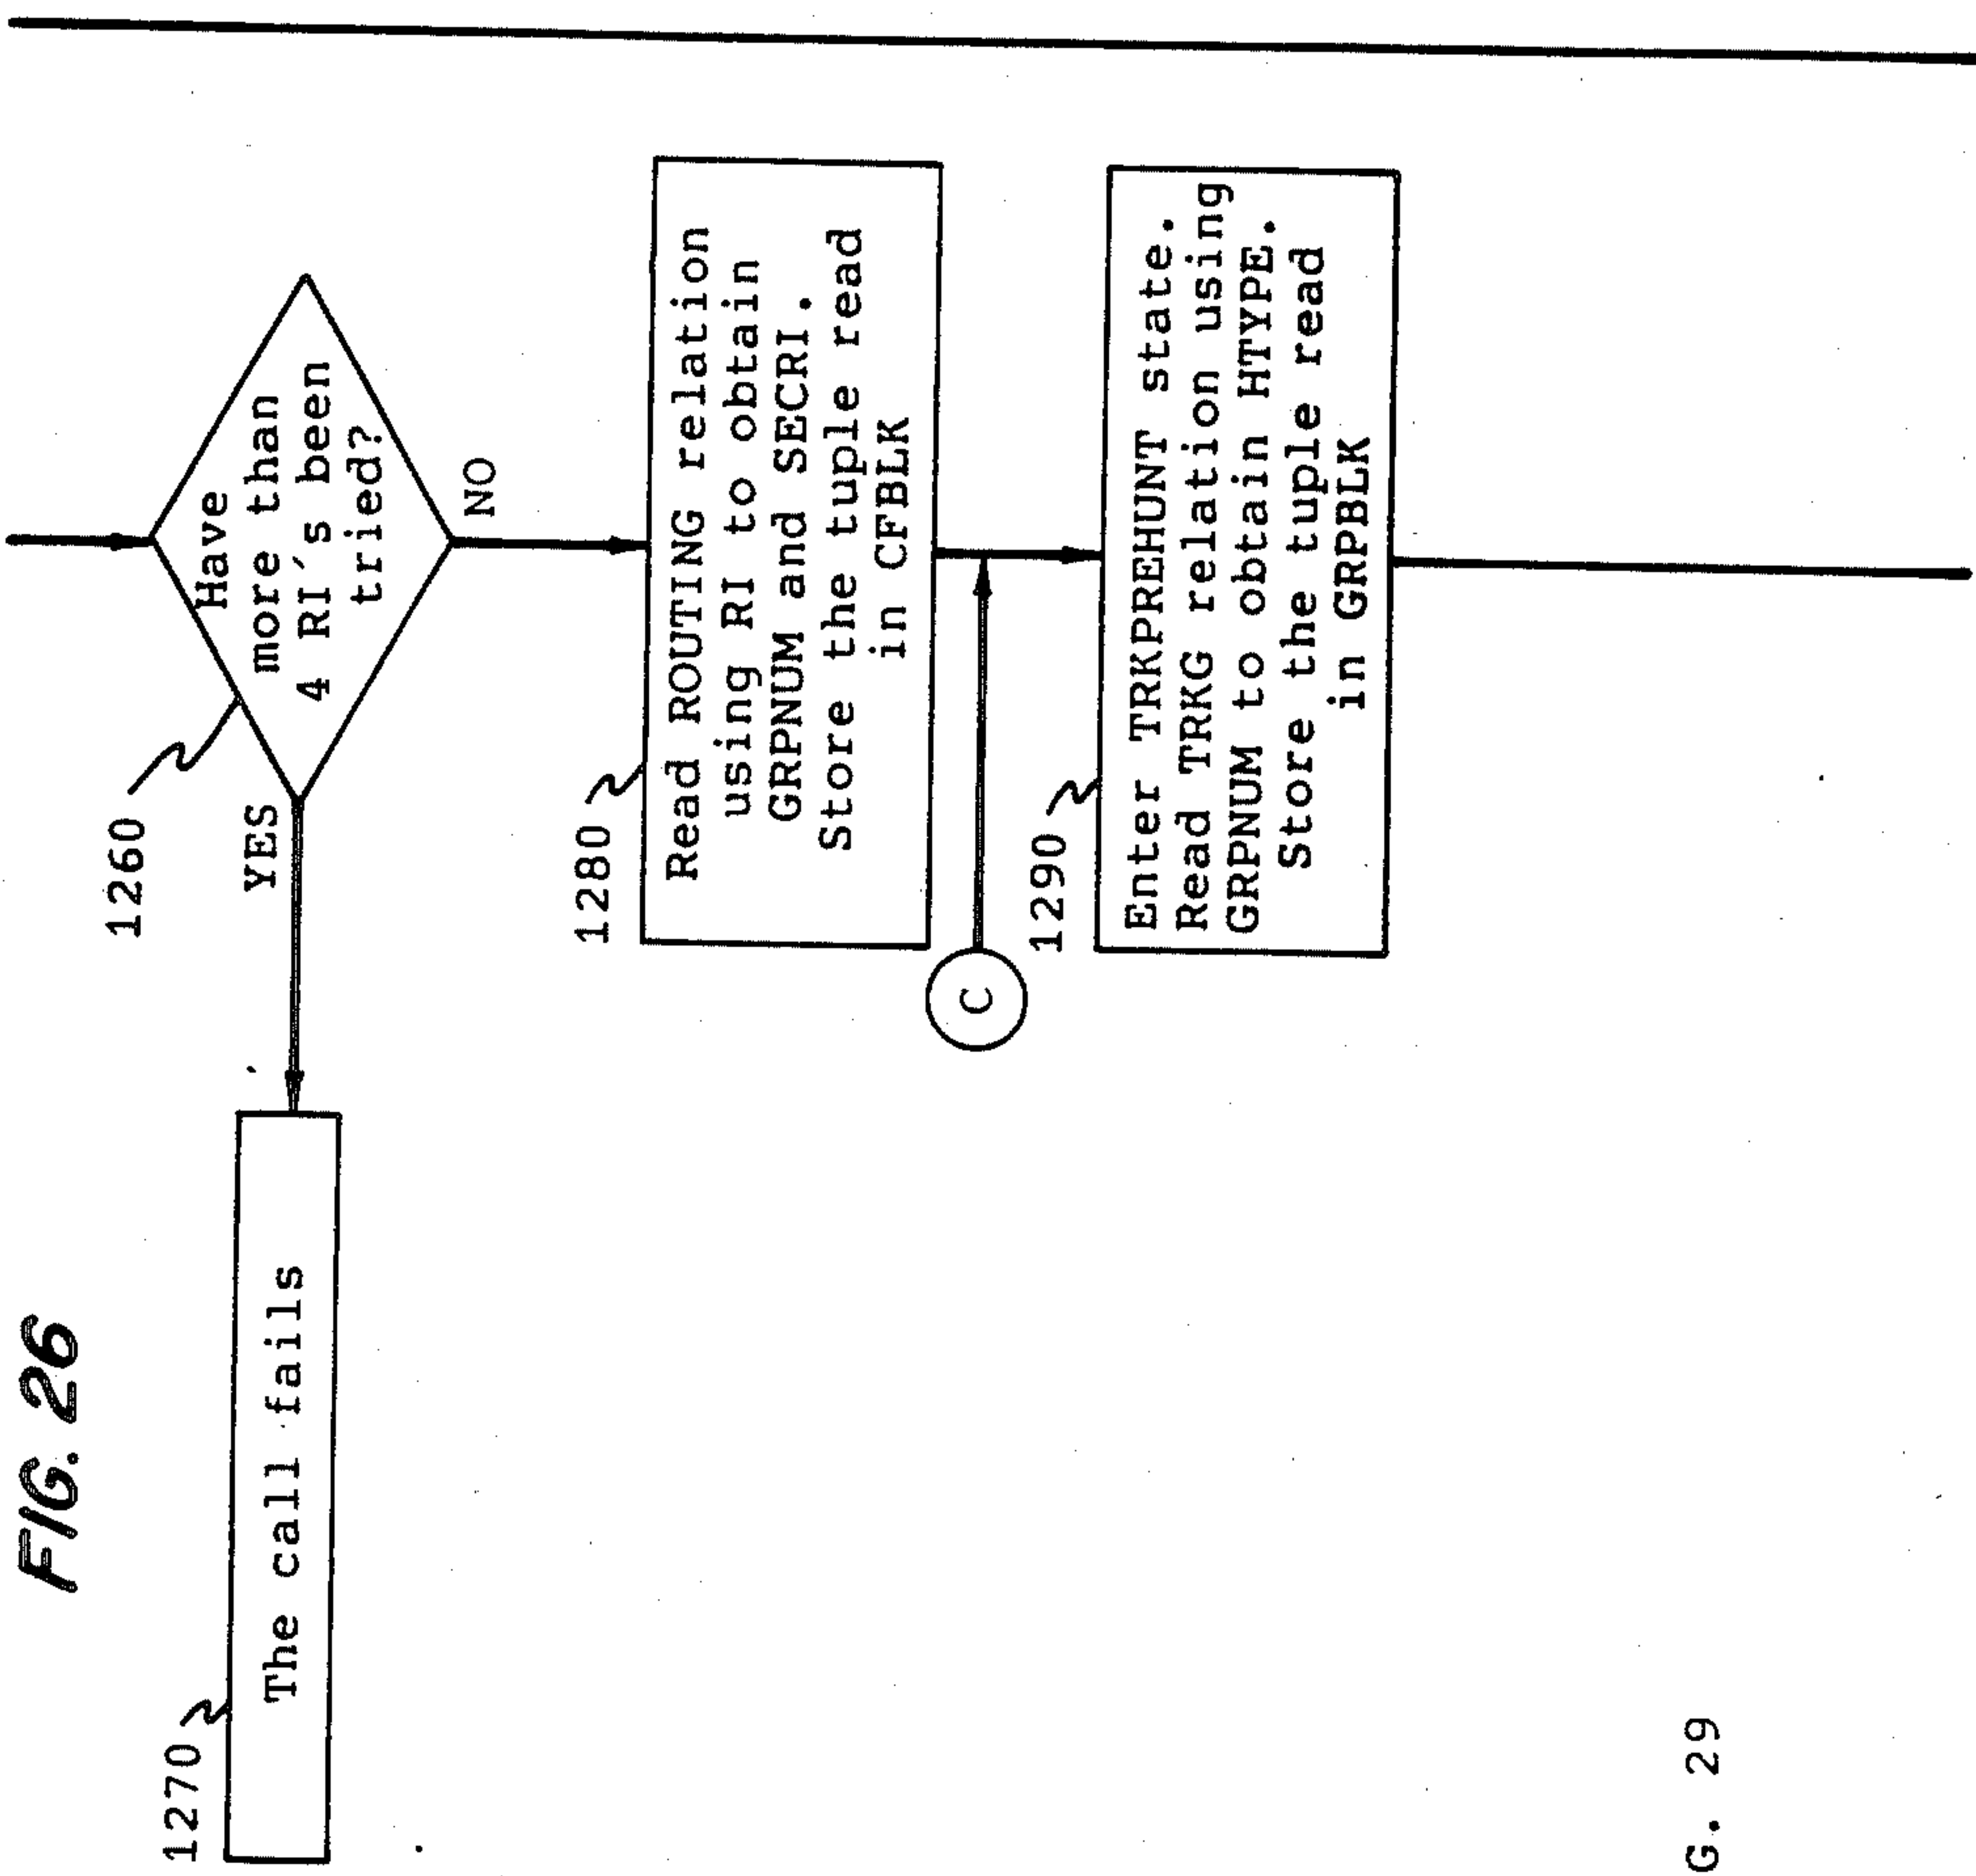 FIG. 26
1260
Have
more than
4 RI's been
tried?
YES
NO
1270
The call fails
1280
Read ROUTING relation
using RI to obtain
GRPNUM and SECRI.
Store the tuple read
in CFBLK
C
1290
Enter TRKPREHUNT state.
Read TRKG relation using
GRPNUM to obtain HTYPE.
Store the tuple read
in GRPBLK
G. 29